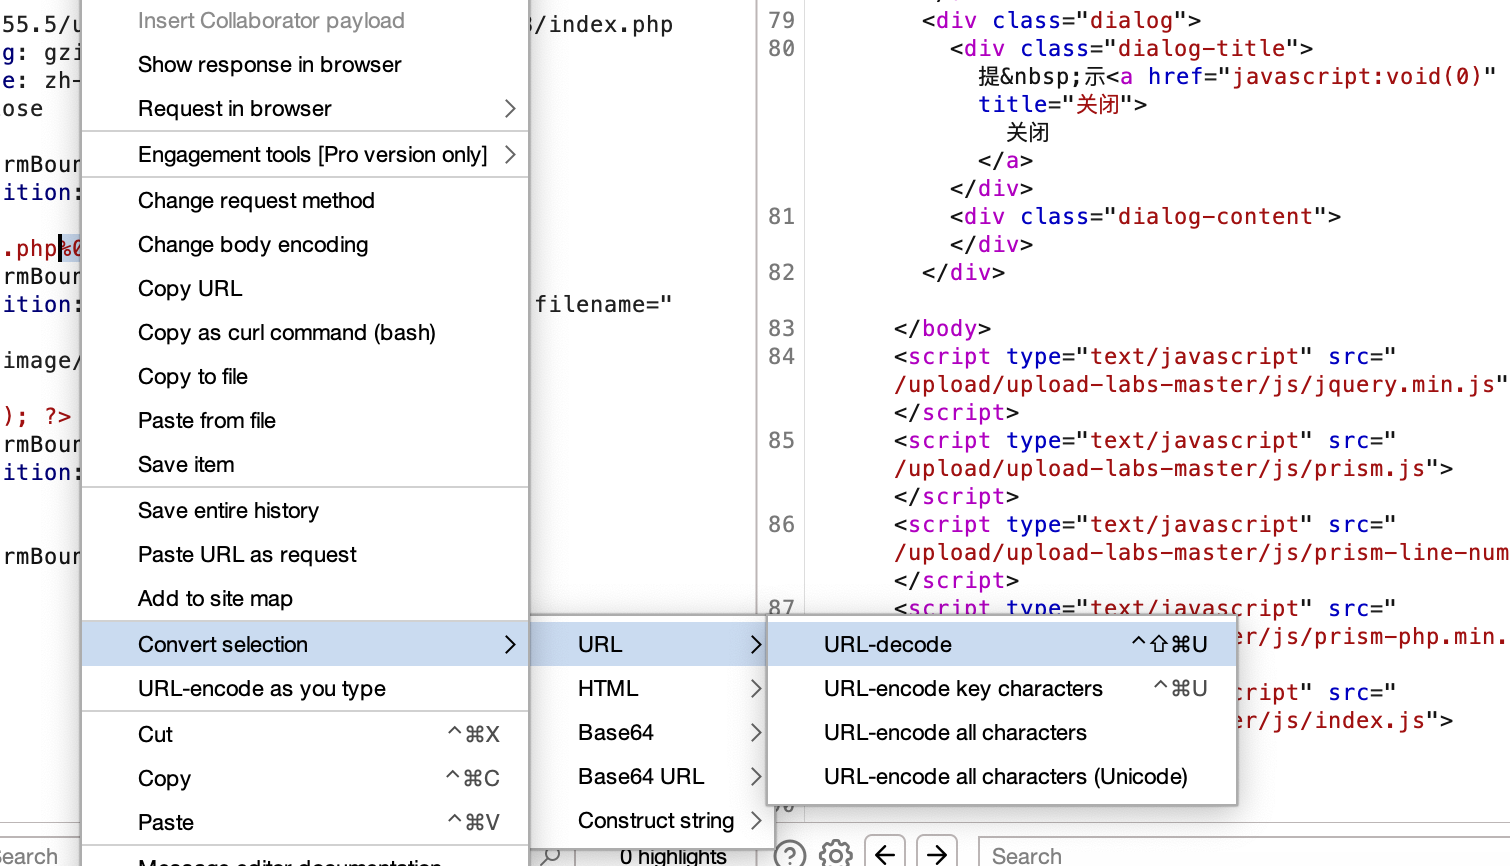 55.5/u
g: gzi
e: zh-
ose
rmBour
ition:
.php%0
rmBour
ition:
image/
); ?>
rmBour
ition:
rmBour
/index.php
filename="
Insert Collaborator payload
Show response in browser
Request in browser
Engagement tools [Pro version only]
Change request method
Change body encoding
Copy URL
Copy as curl command (bash)
Copy to file
Paste from file
Save item
Save entire history
Paste URL as request
Add to site map
Convert selection
URL-encode as you type
Cut ^⌘X
Copy ^⌘C
Paste ^⌘V
Message editor documentation
URL
HTML
Base64
Base64 URL
Construct string
URL-decode ^⇧⌘U
URL-encode key characters ^⌘U
URL-encode all characters
URL-encode all characters (Unicode)
79 <div class="dialog">
80 <div class="dialog-title">
提&nbsp;示<a href="javascript:void(0)"
title="关闭">
关闭
</a>
</div>
81 <div class="dialog-content">
</div>
82 </div>
83 </body>
84 <script type="text/javascript" src="
/upload/upload-labs-master/js/jquery.min.js"
</script>
85 <script type="text/javascript" src="
/upload/upload-labs-master/js/prism.js">
</script>
86 <script type="text/javascript" src="
/upload/upload-labs-master/js/prism-line-num
</script>
87 <script type="text/javascript" src="
er/js/prism-php.min.
cript" src="
er/js/index.js">
earch
0 highlights
Search